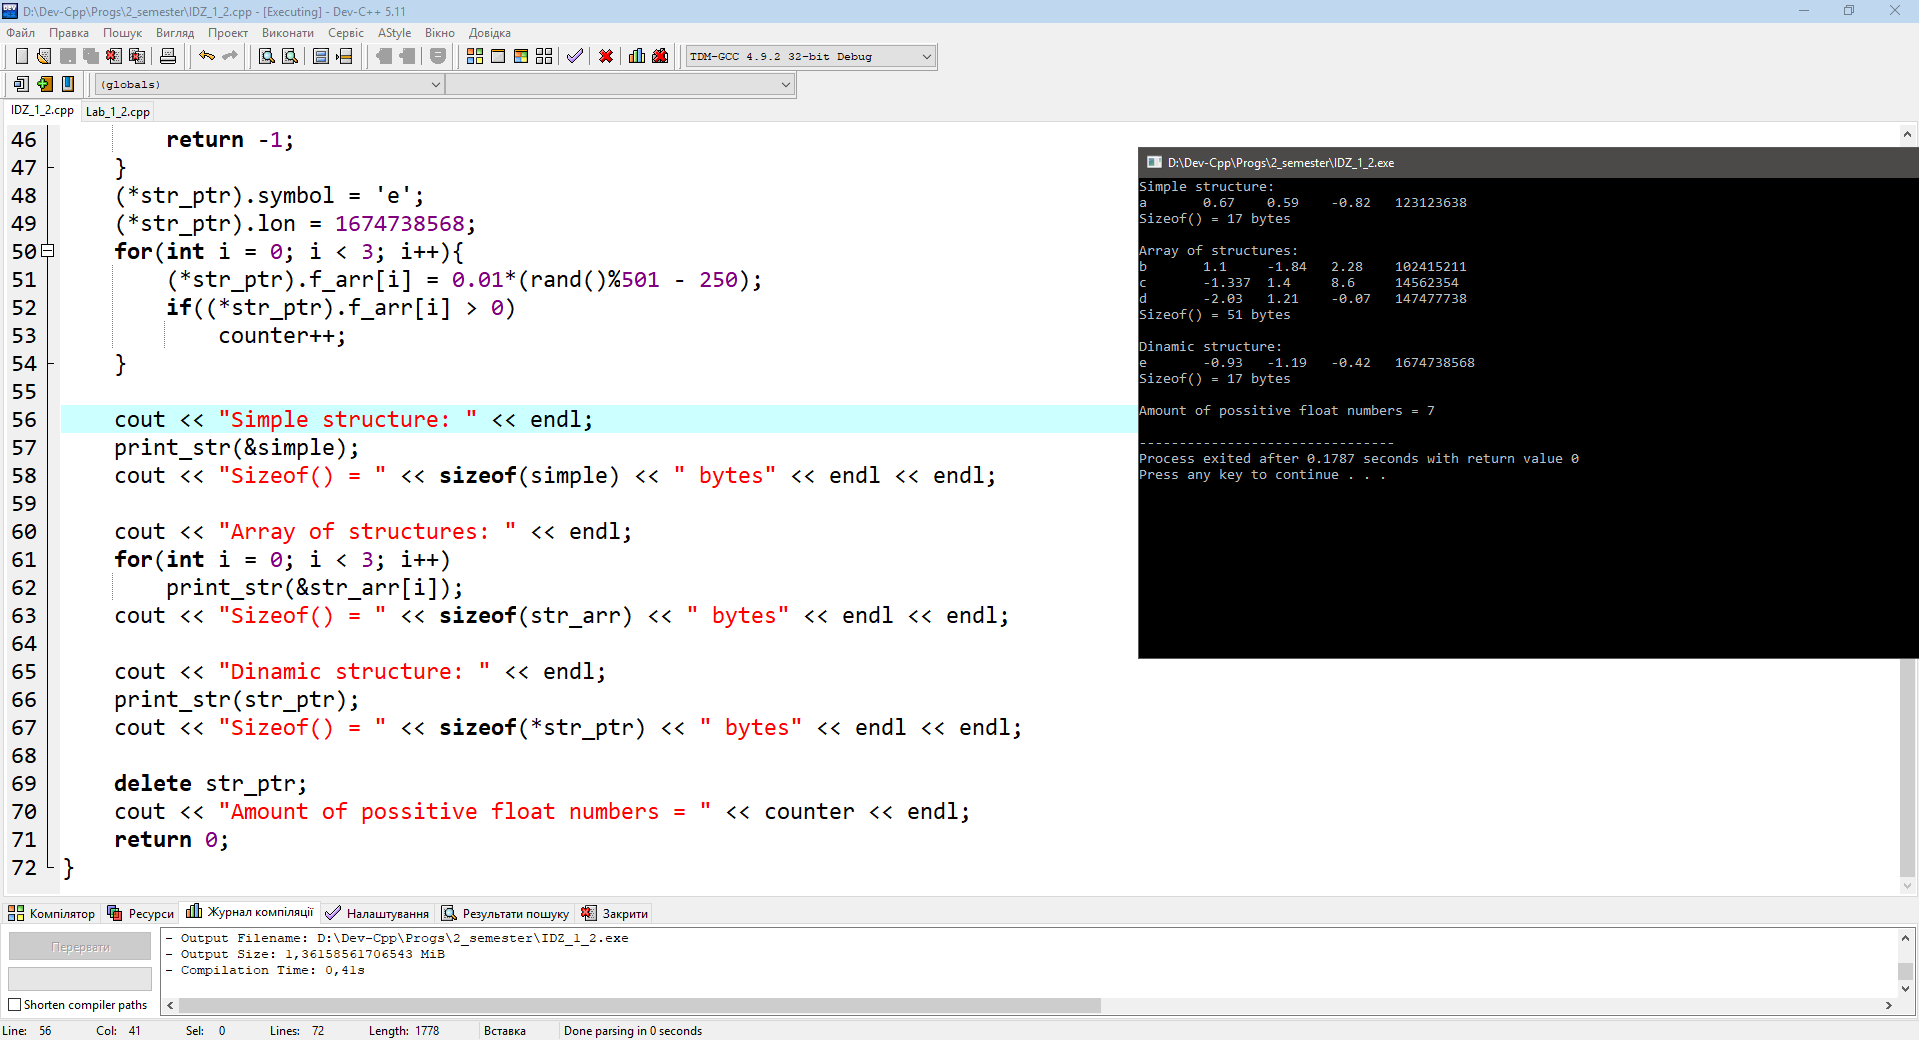 D:\Dev-Cpp\Progs\2_semester\IDZ_1_2.cpp - [Executing] - Dev-C++ 5.11
Файл Правка Пошук Вигляд Проект Виконати Сервіс AStyle Вікно Довідка
TDM-GCC 4.9.2 32-bit Debug
(globals)
IDZ_1_2.cpp Lab_1_2.cpp
46 return -1;
47 }
48 (*str_ptr).symbol = 'e';
49 (*str_ptr).lon = 1674738568;
50 for(int i = 0; i < 3; i++){
51 (*str_ptr).f_arr[i] = 0.01*(rand()%501 - 250);
52 if((*str_ptr).f_arr[i] > 0)
53 counter++;
54 }
55
56 cout << "Simple structure: " << endl;
57 print_str(&simple);
58 cout << "Sizeof() = " << sizeof(simple) << " bytes" << endl << endl;
59
60 cout << "Array of structures: " << endl;
61 for(int i = 0; i < 3; i++)
62 print_str(&str_arr[i]);
63 cout << "Sizeof() = " << sizeof(str_arr) << " bytes" << endl << endl;
64
65 cout << "Dinamic structure: " << endl;
66 print_str(str_ptr);
67 cout << "Sizeof() = " << sizeof(*str_ptr) << " bytes" << endl << endl;
68
69 delete str_ptr;
70 cout << "Amount of possitive float numbers = " << counter << endl;
71 return 0;
72 }
D:\Dev-Cpp\Progs\2_semester\IDZ_1_2.exe
Simple structure:
a 0.67 0.59 -0.82 123123638
Sizeof() = 17 bytes
Array of structures:
b 1.1 -1.84 2.28 102415211
c -1.337 1.4 8.6 14562354
d -2.03 1.21 -0.07 147477738
Sizeof() = 51 bytes
Dinamic structure:
e -0.93 -1.19 -0.42 1674738568
Sizeof() = 17 bytes
Amount of possitive float numbers = 7
--------------------------------
Process exited after 0.1787 seconds with return value 0
Press any key to continue . . .
Компілятор Ресурси Журнал компіляції Налаштування Результати пошуку Закрити
Перервати
Shorten compiler paths
- Output Filename: D:\Dev-Cpp\Progs\2_semester\IDZ_1_2.exe
- Output Size: 1,36158561706543 MiB
- Compilation Time: 0,41s
Line: 56 Col: 41 Sel: 0 Lines: 72 Length: 1778 Вставка Done parsing in 0 seconds